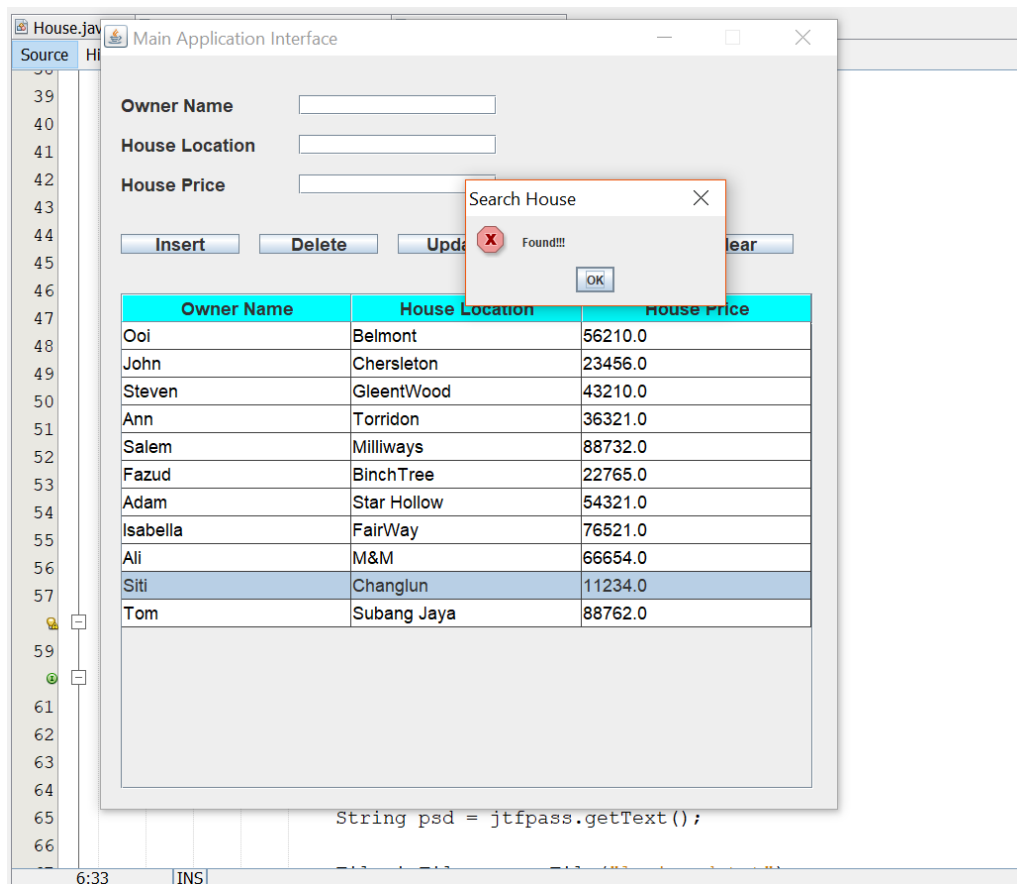 House.jav
Main Application Interface
Source Hi
39
40
41
42
43
44
45
46
47
48
49
50
51
52
53
54
55
56
57
59
61
62
63
64
65
66
Owner Name
House Location
House Price
Search House
Found!!!
OK
Insert Delete Upda lear
Owner Name House Location House Price
Ooi Belmont 56210.0
John Chersleton 23456.0
Steven GleentWood 43210.0
Ann Torridon 36321.0
Salem Milliways 88732.0
Fazud BinchTree 22765.0
Adam Star Hollow 54321.0
Isabella FairWay 76521.0
Ali M&M 66654.0
Siti Changlun 11234.0
Tom Subang Jaya 88762.0
String psd = jtfpass.getText();
6:33 INS